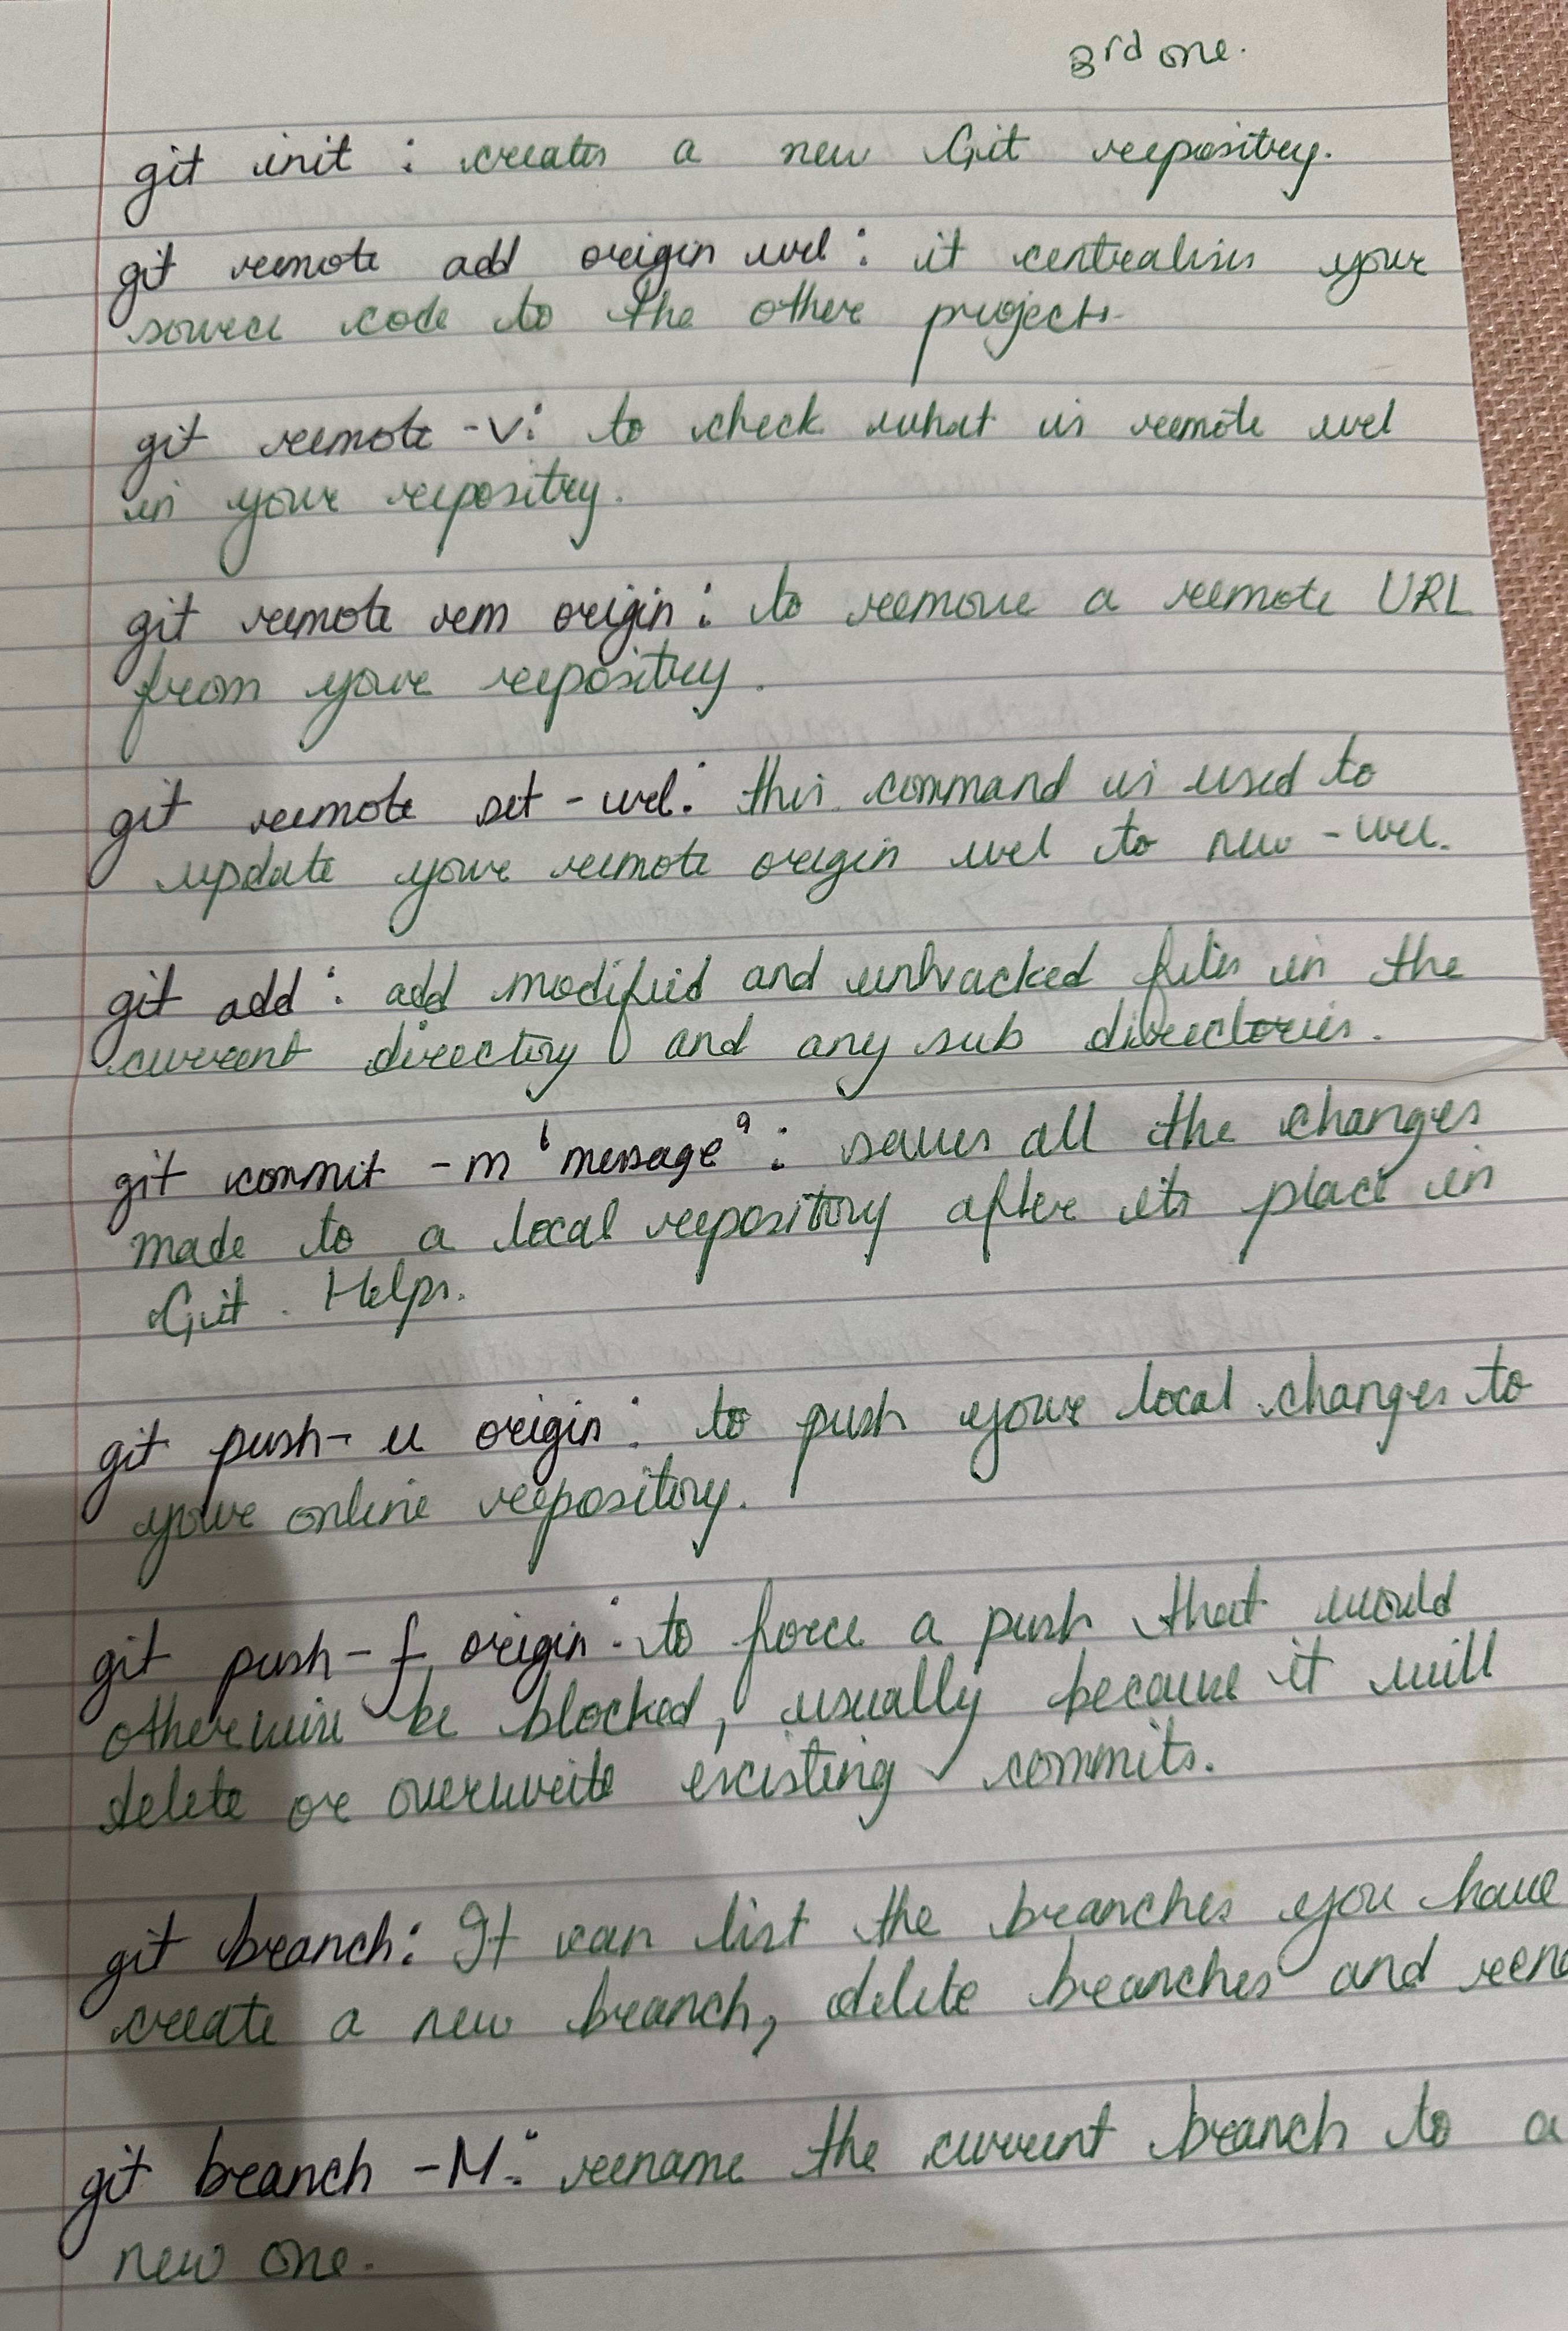 3rd one.
git init : creates a new Git repositry.
git remote add origin url : it centralises your
source code to the other projects.
git remote -v : to check what is remote url
in your repositry.
git remote rem origin : to remove a remote URL
from your repositry.
git remote set - url : this command is used to
update your remote origin url to new - url.
git add : add modified and untracked files in the
current directory and any sub directories.
git commit -m 'message' : saves all the changes
made to a local repository after its place in
Git. Helps.
git push - u origin : to push your local changes to
your online repository.
git push - f origin : to force a push that would
otherwise be blocked, usually because it will
delete or overwrite existing commits.
git branch : It can list the branches you have
create a new branch, delete branches and
git branch -M : rename the current branch to a
new one.